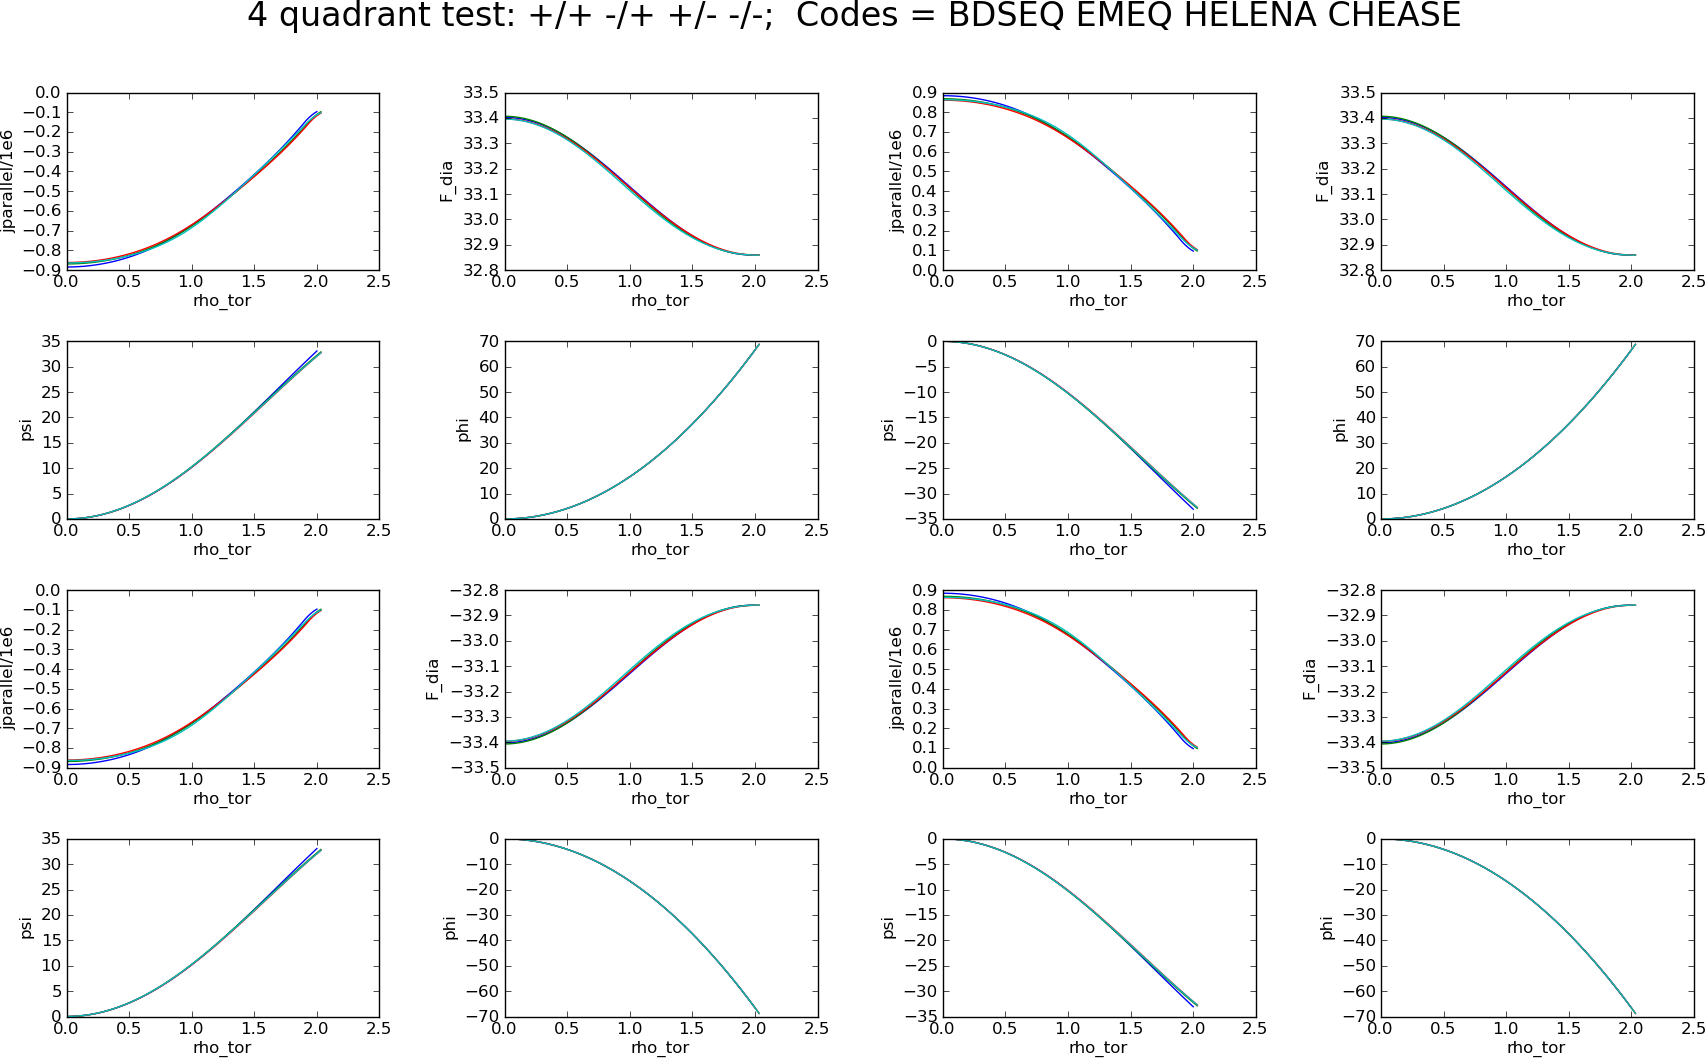 4 quadrant test: +/+ -/+ +/- -/-;  Codes = BDSEQ EMEQ HELENA CHEASE
0.0 −0.1 −0.2 −0.3 −0.4 −0.5 −0.6 −0.7 −0.8 −0.9
jparallel/1e6
0.0 0.5 1.0 1.5 2.0 2.5
rho_tor
33.5 33.4 33.3 33.2 33.1 33.0 32.9 32.8
F_dia
0.0 0.5 1.0 1.5 2.0 2.5
rho_tor
0.9 0.8 0.7 0.6 0.5 0.4 0.3 0.2 0.1 0.0
jparallel/1e6
0.0 0.5 1.0 1.5 2.0 2.5
rho_tor
33.5 33.4 33.3 33.2 33.1 33.0 32.9 32.8
F_dia
0.0 0.5 1.0 1.5 2.0 2.5
rho_tor
35 30 25 20 15 10 5 0
psi
0.0 0.5 1.0 1.5 2.0 2.5
rho_tor
70 60 50 40 30 20 10 0
phi
0.0 0.5 1.0 1.5 2.0 2.5
rho_tor
0 −5 −10 −15 −20 −25 −30 −35
psi
0.0 0.5 1.0 1.5 2.0 2.5
rho_tor
70 60 50 40 30 20 10 0
phi
0.0 0.5 1.0 1.5 2.0 2.5
rho_tor
0.0 −0.1 −0.2 −0.3 −0.4 −0.5 −0.6 −0.7 −0.8 −0.9
jparallel/1e6
0.0 0.5 1.0 1.5 2.0 2.5
rho_tor
−32.8 −32.9 −33.0 −33.1 −33.2 −33.3 −33.4 −33.5
F_dia
0.0 0.5 1.0 1.5 2.0 2.5
rho_tor
0.9 0.8 0.7 0.6 0.5 0.4 0.3 0.2 0.1 0.0
jparallel/1e6
0.0 0.5 1.0 1.5 2.0 2.5
rho_tor
−32.8 −32.9 −33.0 −33.1 −33.2 −33.3 −33.4 −33.5
F_dia
0.0 0.5 1.0 1.5 2.0 2.5
rho_tor
35 30 25 20 15 10 5 0
psi
0.0 0.5 1.0 1.5 2.0 2.5
rho_tor
0 −10 −20 −30 −40 −50 −60 −70
phi
0.0 0.5 1.0 1.5 2.0 2.5
rho_tor
0 −5 −10 −15 −20 −25 −30 −35
psi
0.0 0.5 1.0 1.5 2.0 2.5
rho_tor
0 −10 −20 −30 −40 −50 −60 −70
phi
0.0 0.5 1.0 1.5 2.0 2.5
rho_tor